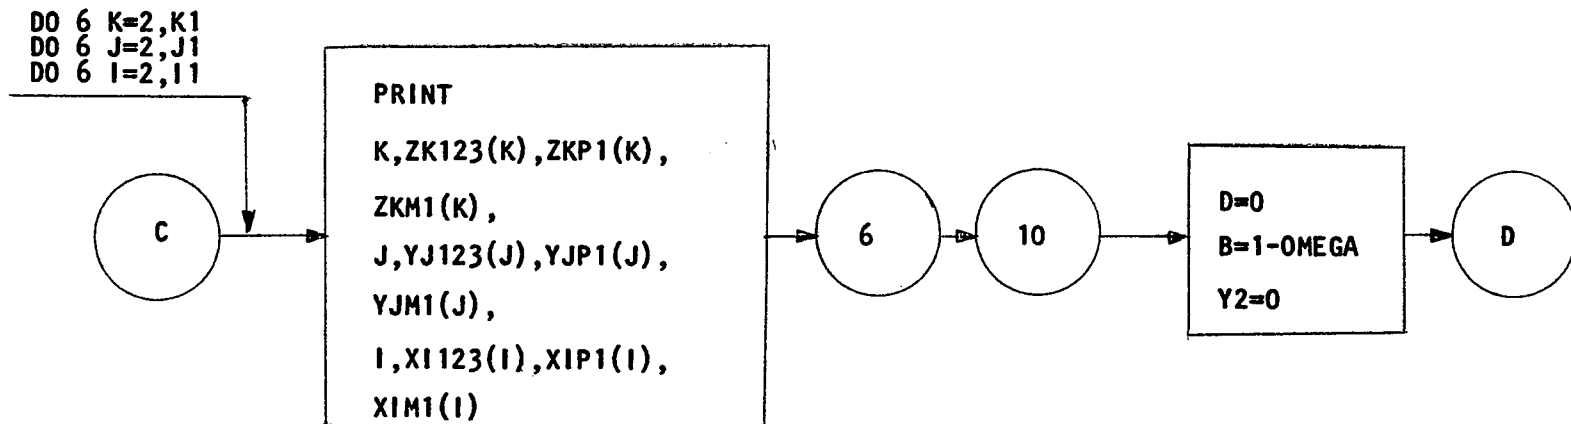 DO 6 K=2,K1
DO 6 J=2,J1
DO 6 I=2,I1
C
PRINT
K,ZK123(K),ZKP1(K),
ZKM1(K),
J,YJ123(J),YJP1(J),
YJM1(J),
I,XI123(I),XIP1(I),
XIM1(I)
6
10
D=0
B=1-OMEGA
Y2=0
D